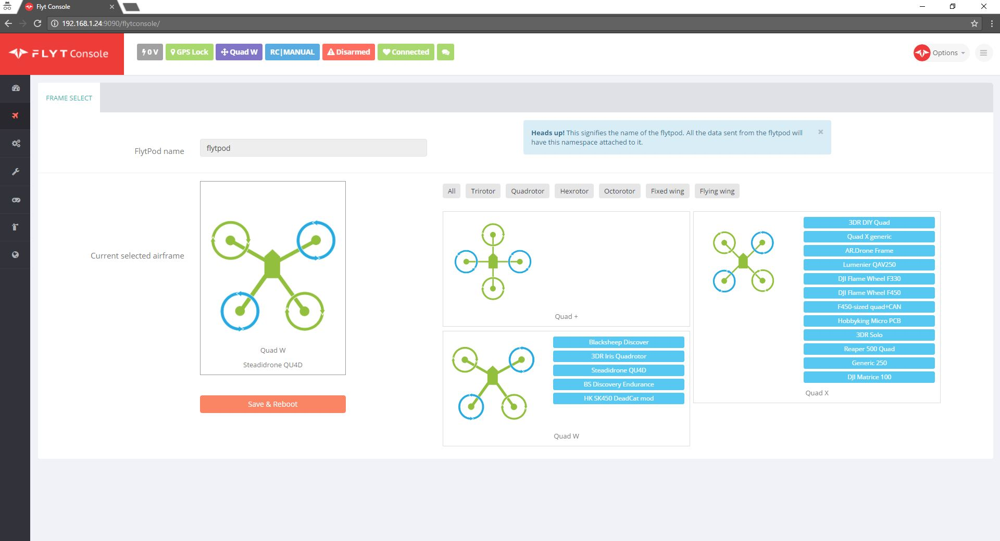 Flyt Console
192.168.1.24:9090/flytconsole/
FLYT Console
0 V
GPS Lock
Quad W
RC|MANUAL
Disarmed
Connected
Options
FRAME SELECT
FlytPod name
flytpod
Heads up! This signifies the name of the flytpod. All the data sent from the flytpod will
have this namespace attached to it.
Current selected airframe
Quad W
Steadidrone QU4D
Save & Reboot
All
Trirotor
Quadrotor
Hexrotor
Octorotor
Fixed wing
Flying wing
Quad +
3DR DIY Quad
Quad X generic
AR.Drone Frame
Lumenier QAV250
DJI Flame Wheel F330
DJI Flame Wheel F450
F450-sized quad+CAN
Hobbyking Micro PCB
3DR Solo
Reaper 500 Quad
Generic 250
DJI Matrice 100
Quad X
Blacksheep Discover
3DR Iris Quadrotor
Steadidrone QU4D
BS Discovery Endurance
HK SK450 DeadCat mod
Quad W